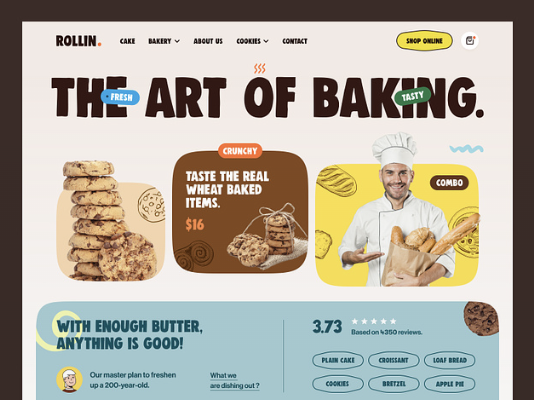 ROLLIN.
CAKE BAKERY ABOUT US COOKIES CONTACT
SHOP ONLINE
THE ART OF BAKING.
FRESH
TASTY
CRUNCHY
TASTE THE REAL
WHEAT BAKED
ITEMS.
$16
COMBO
WITH ENOUGH BUTTER,
ANYTHING IS GOOD!
Our master plan to freshen
up a 200-year-old.
What we
are dishing out ?
3.73
Based on 4350 reviews.
PLAIN CAKE CROISSANT LOAF BREAD
COOKIES BRETZEL APPLE PIE